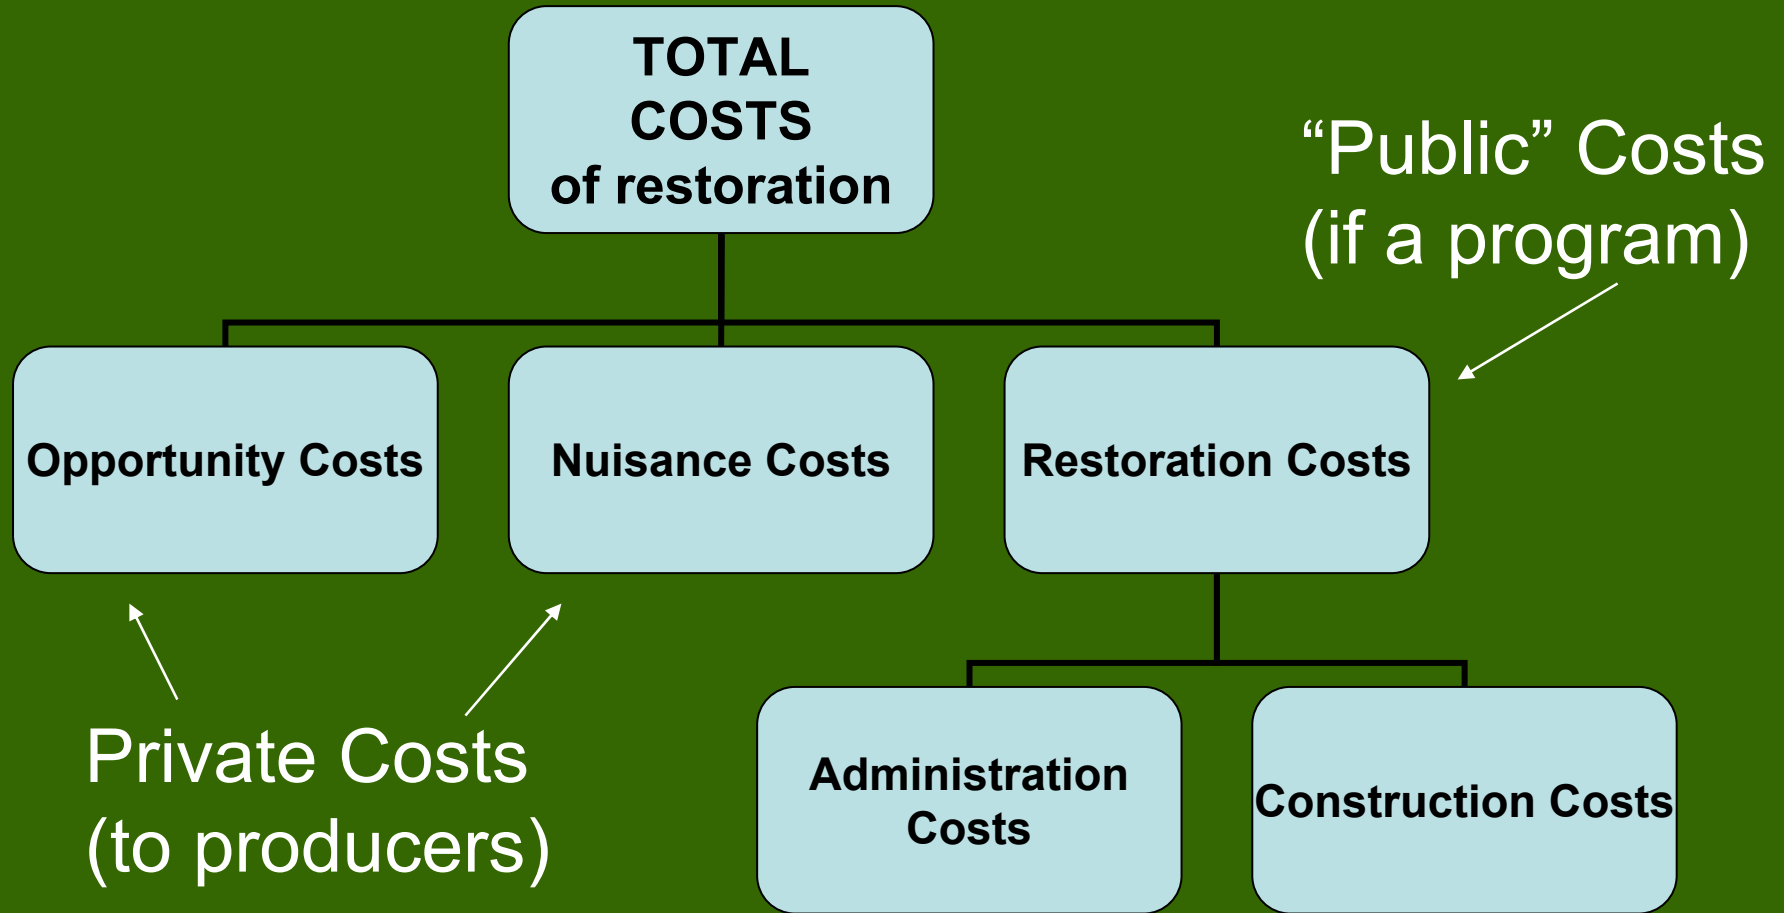 TOTAL
COSTS
of restoration
“Public” Costs
(if a program)
Opportunity Costs
Nuisance Costs
Restoration Costs
Private Costs
(to producers)
Administration
Costs
Construction Costs